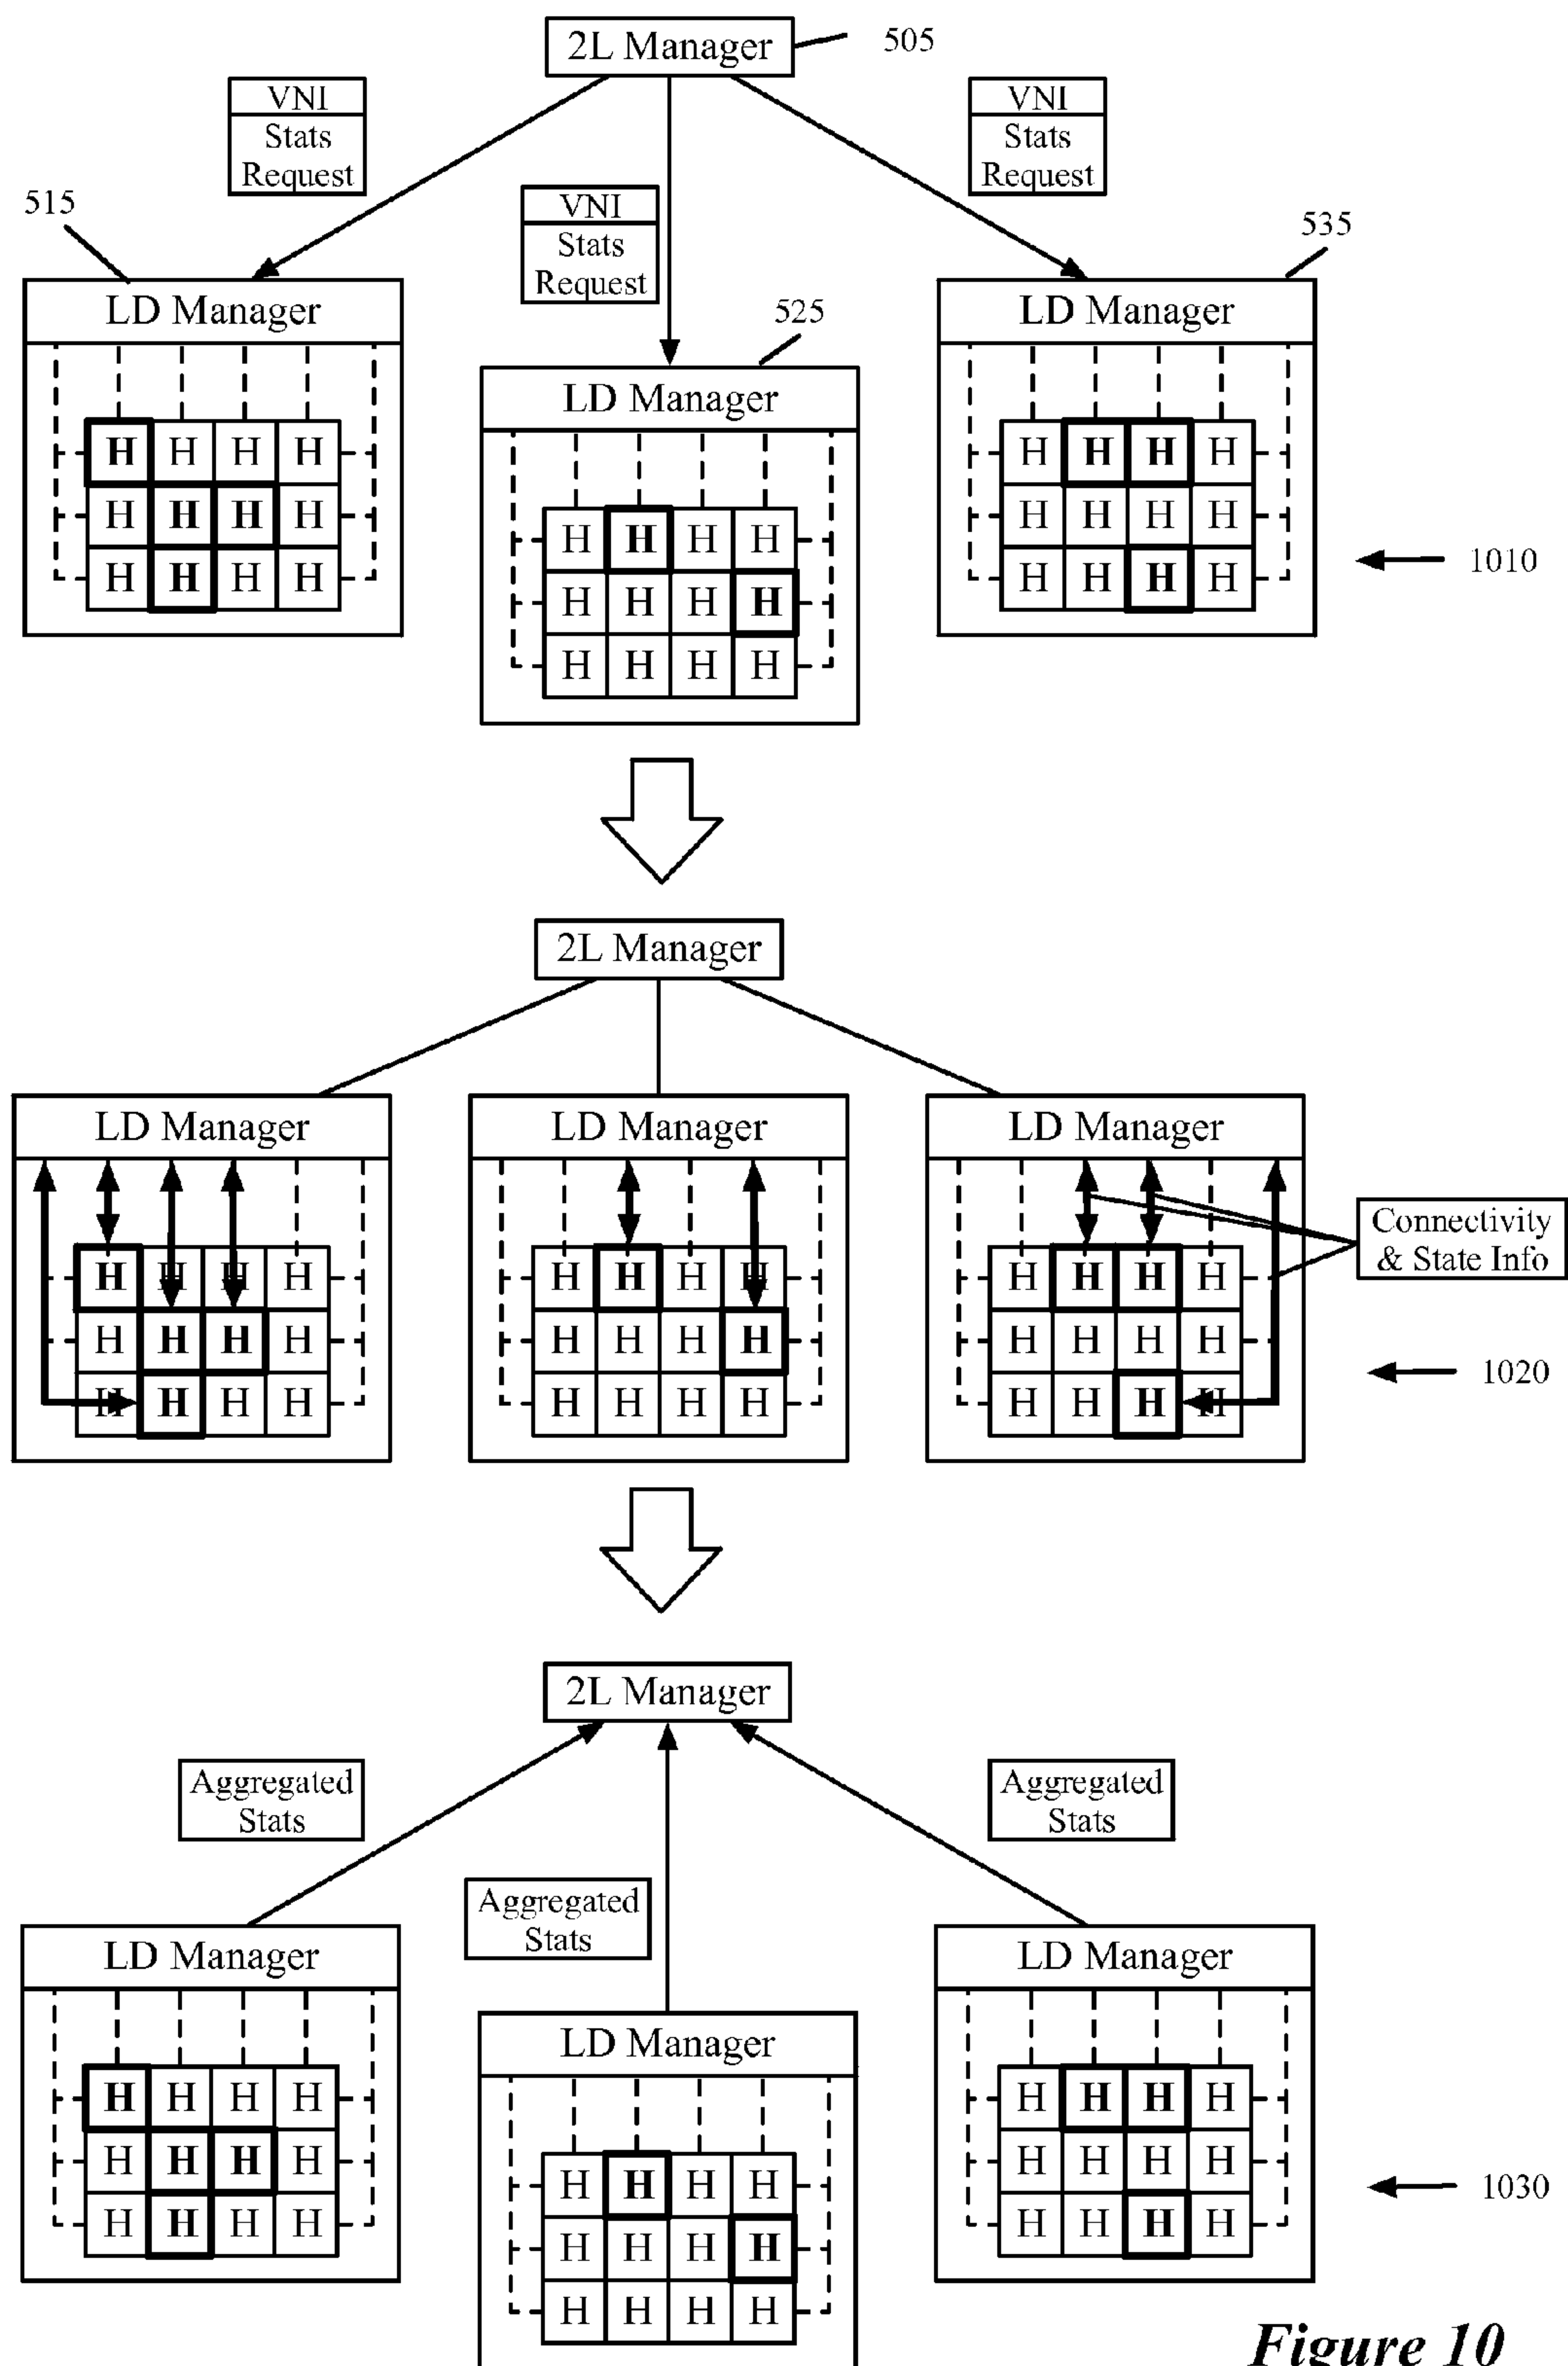 2L Manager
505
VNI
Stats
Request
VNI
Stats
Request
VNI
Stats
Request
515
525
535
LD Manager
H H H H
H H H H
H H H H
LD Manager
H H H H
H H H H
H H H H
LD Manager
H H H H
H H H H
H H H H
1010
2L Manager
LD Manager
H H H H
H H H H
H H H H
LD Manager
H H H H
H H H H
H H H H
LD Manager
H H H H
H H H H
H H H H
Connectivity
& State Info
1020
2L Manager
Aggregated
Stats
Aggregated
Stats
Aggregated
Stats
LD Manager
H H H H
H H H H
H H H H
LD Manager
H H H H
H H H H
H H H H
LD Manager
H H H H
H H H H
H H H H
1030
Figure 10